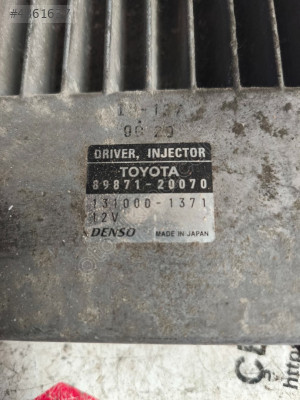 DRIVER, INJECTOR
TOYOTA
89871-20070
131000-1371
12V
DENSO MADE IN JAPAN